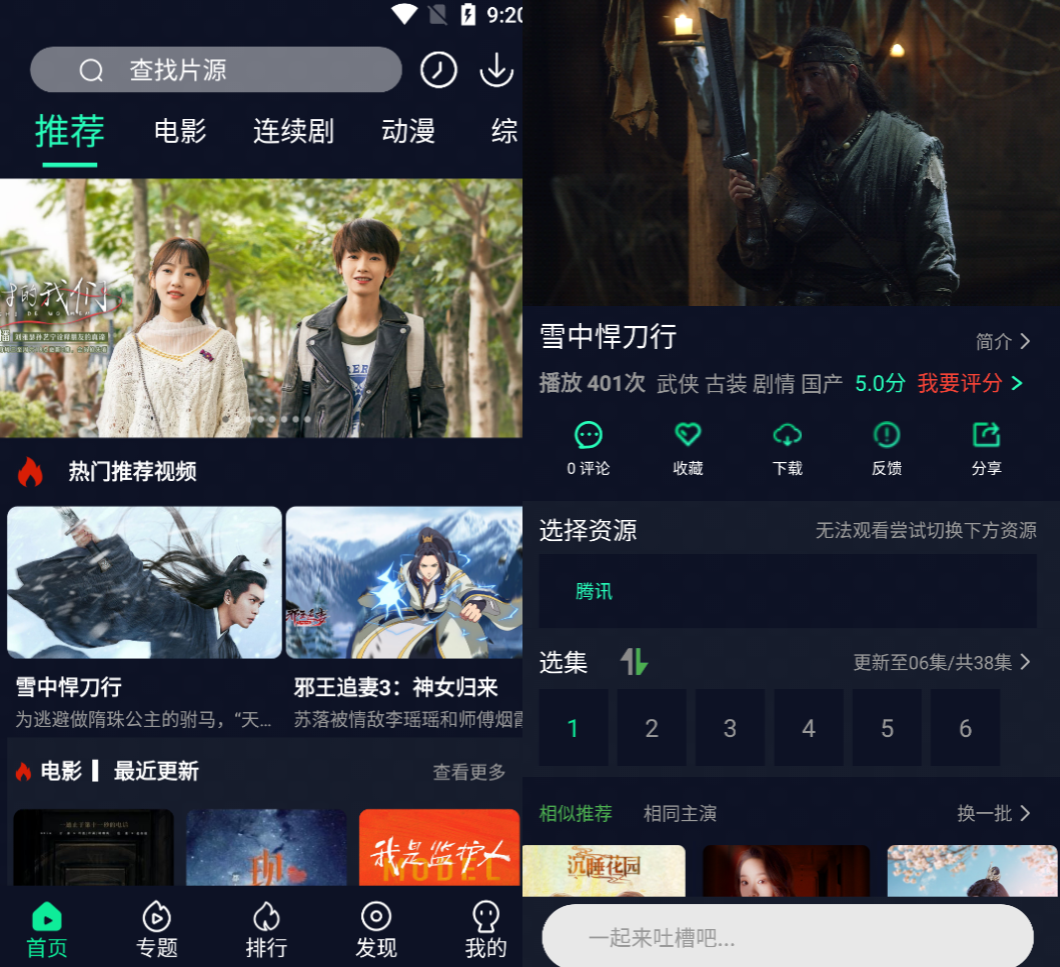 9:20
查找片源
推荐
电影
连续剧
动漫
综
的我们
热门推荐视频
雪中悍刀行
为逃避做隋珠公主的驸马，“天...
邪王追妻3：神女归来
苏落被情敌李瑶瑶和师傅烟雾
电影 最近更新
查看更多
我是监护人
MODEL
首页
专题
排行
发现
我的
雪中悍刀行
简介
播放 401次 武侠 古装 剧情 国产 5.0分 我要评分
0 评论
收藏
下载
反馈
分享
选择资源
无法观看尝试切换下方资源
腾讯
选集
更新至06集/共38集
1 2 3 4 5 6
相似推荐
相同主演
换一批
沉睡花园
一起来吐槽吧...